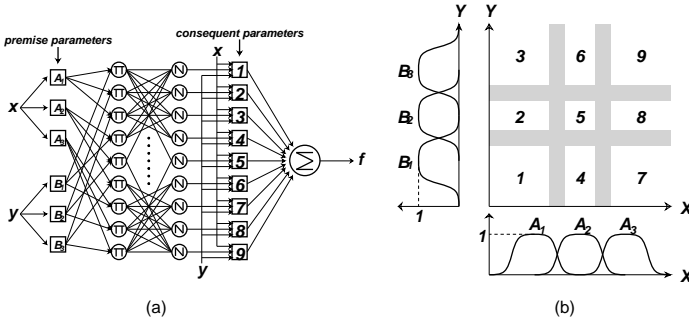 premise parameters
consequent parameters
x
x
y
y
A1
A2
A3
B1
B2
B3
Π
Π
Π
Π
Π
Π
Π
Π
Π
N
N
N
N
N
N
N
N
N
1
2
3
4
5
6
7
8
9
Σ
f
(a)
Y
B3
B2
B1
1
3 6 9
2 5 8
1 4 7
X
1
A1 A2 A3
X
(b)